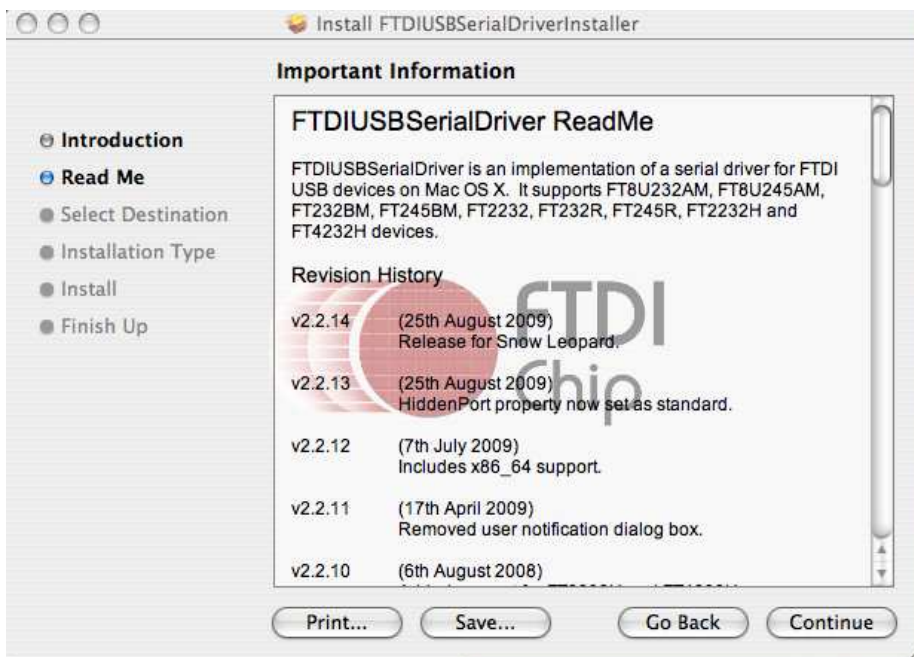 Install FTDIUSBSerialDriverInstaller
Important Information
Introduction
Read Me
Select Destination
Installation Type
Install
Finish Up
FTDIUSBSerialDriver ReadMe
FTDIUSBSerialDriver is an implementation of a serial driver for FTDI
USB devices on Mac OS X. It supports FT8U232AM, FT8U245AM,
FT232BM, FT245BM, FT2232, FT232R, FT245R, FT2232H and
FT4232H devices.
Revision History
v2.2.14 (25th August 2009)
Release for Snow Leopard.
v2.2.13 (25th August 2009)
HiddenPort property now set as standard.
v2.2.12 (7th July 2009)
Includes x86_64 support.
v2.2.11 (17th April 2009)
Removed user notification dialog box.
v2.2.10 (6th August 2008)
FTDI
Chip
Print... Save... Go Back Continue